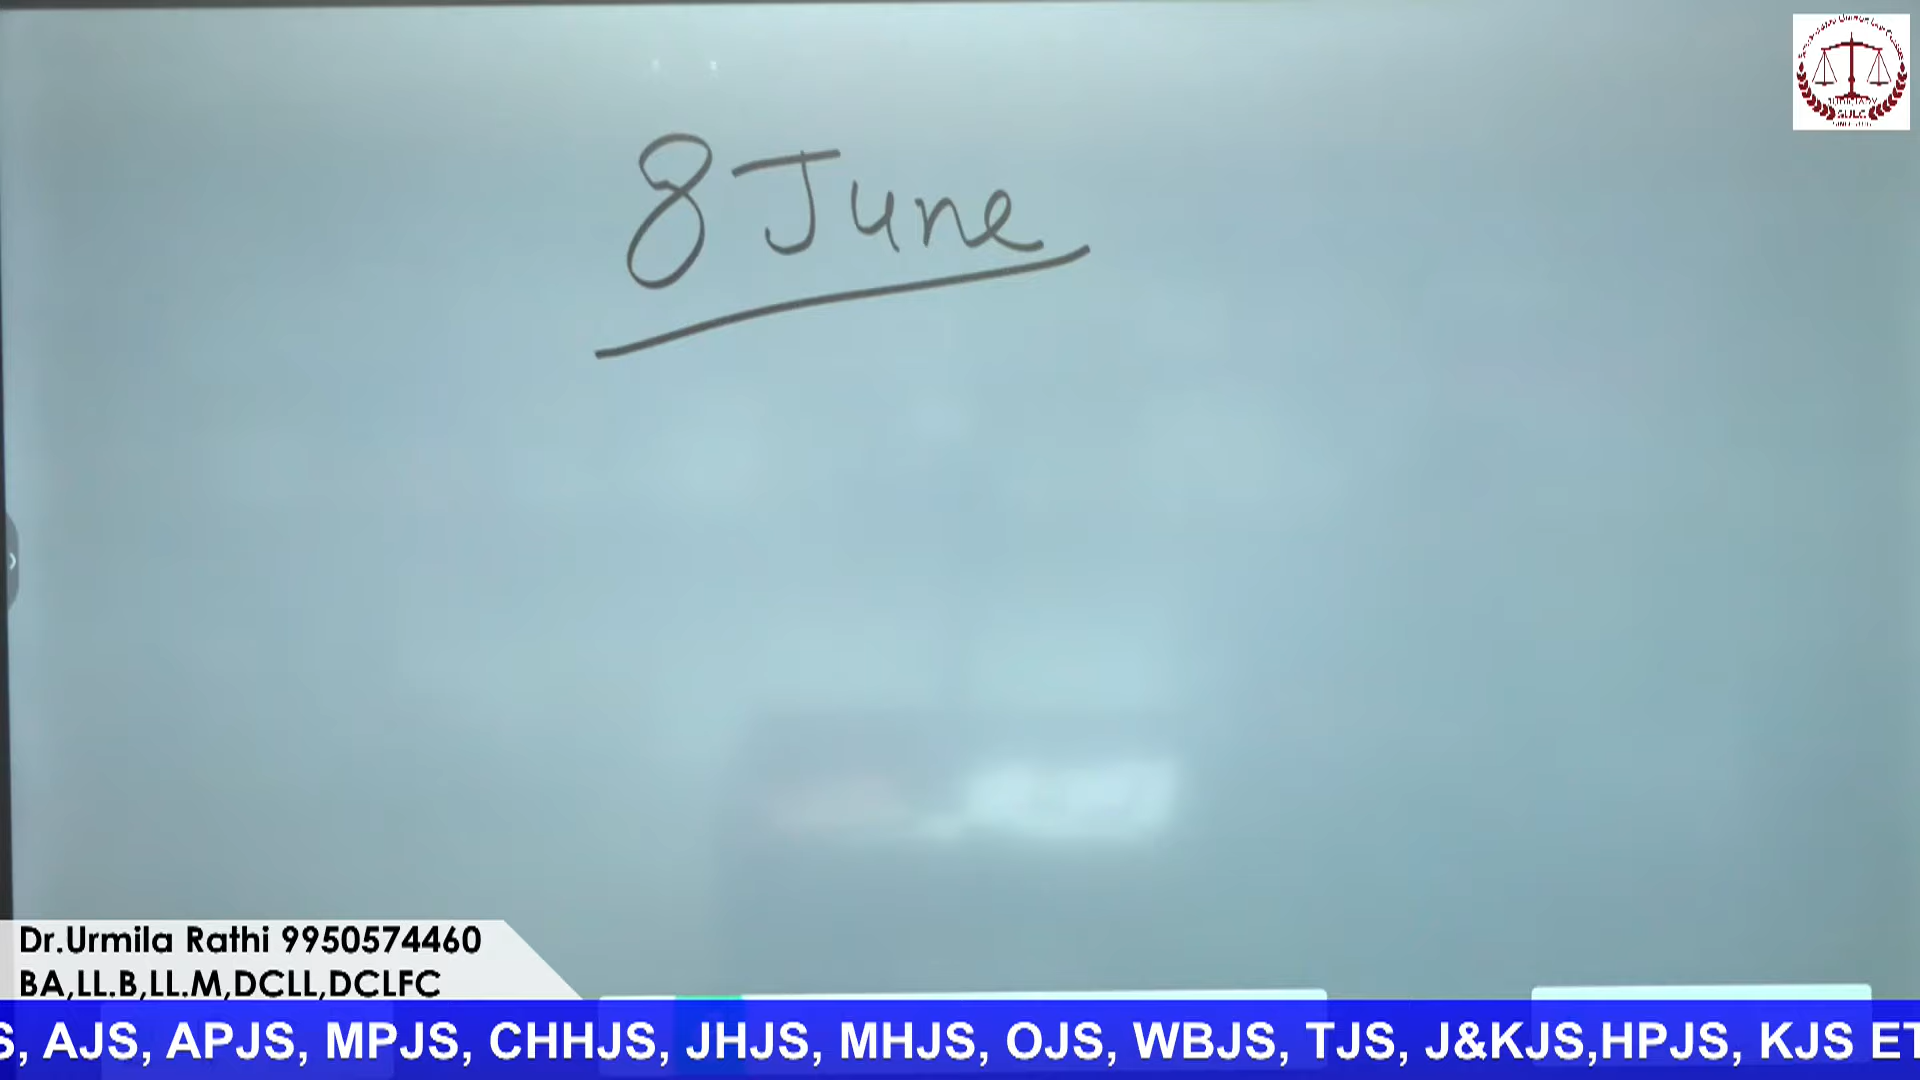 8 June
Dr.Urmila Rathi 9950574460
BA,LL.B,LL.M,DCLL,DCLFC
S, AJS, APJS, MPJS, CHHJS, JHJS, MHJS, OJS, WBJS, TJS, J&KJS,HPJS, KJS ET